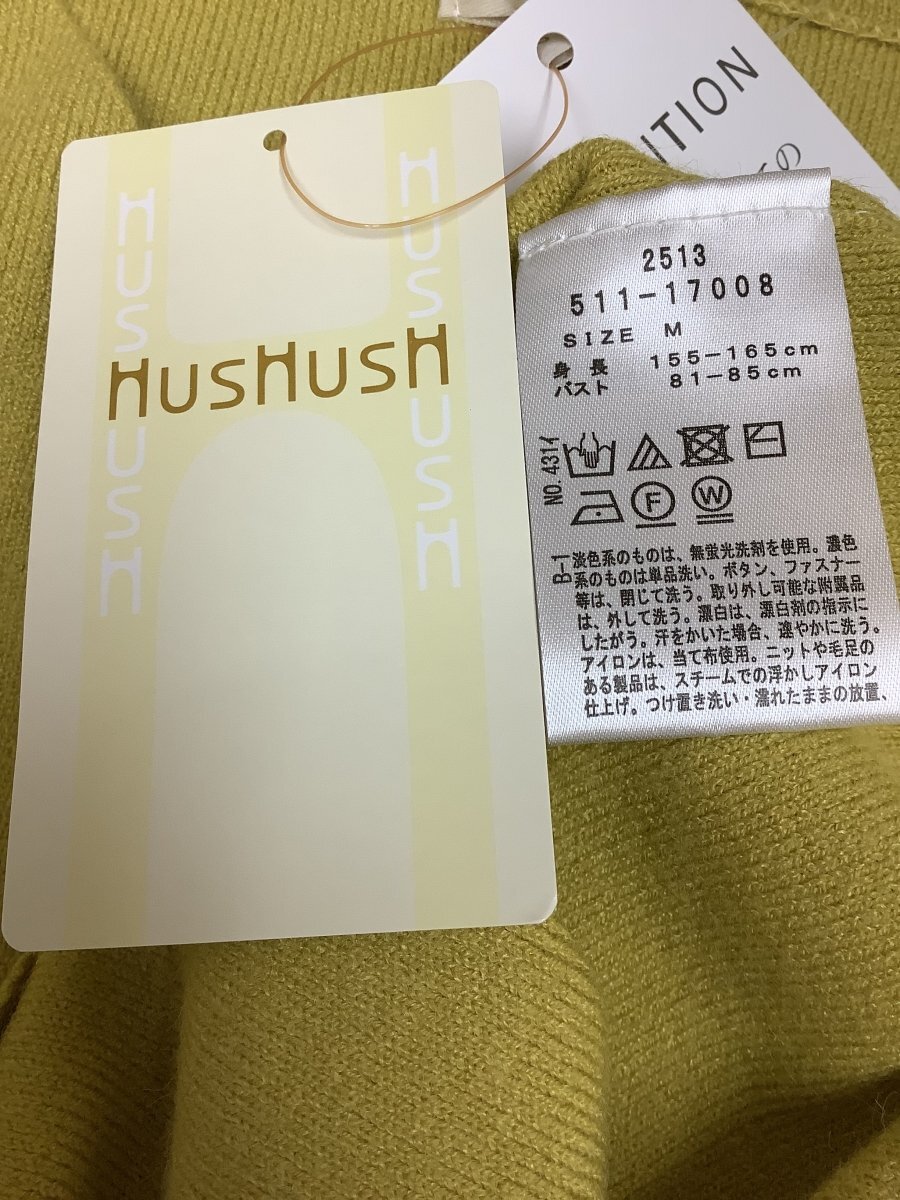 HUSHUSH
HUSHUSH
HUSHUSH
ITION
の
2513
511-17008
SIZE M
身長 155-165cm
バスト 81-85cm
NO.431イ
F
W
B-1
淡色系のものは、無蛍光洗剤を使用。濃色
系のものは単品洗い。ボタン、ファスナー
等は、閉じて洗う。取り外し可能な附属品
は、外して洗う。漂白は、漂白剤の指示に
したがう。汗をかいた場合、速やかに洗う。
アイロンは、当て布使用。ニットや毛足の
ある製品は、スチームでの浮かしアイロン
仕上げ。つけ置き洗い・濡れたままの放置、